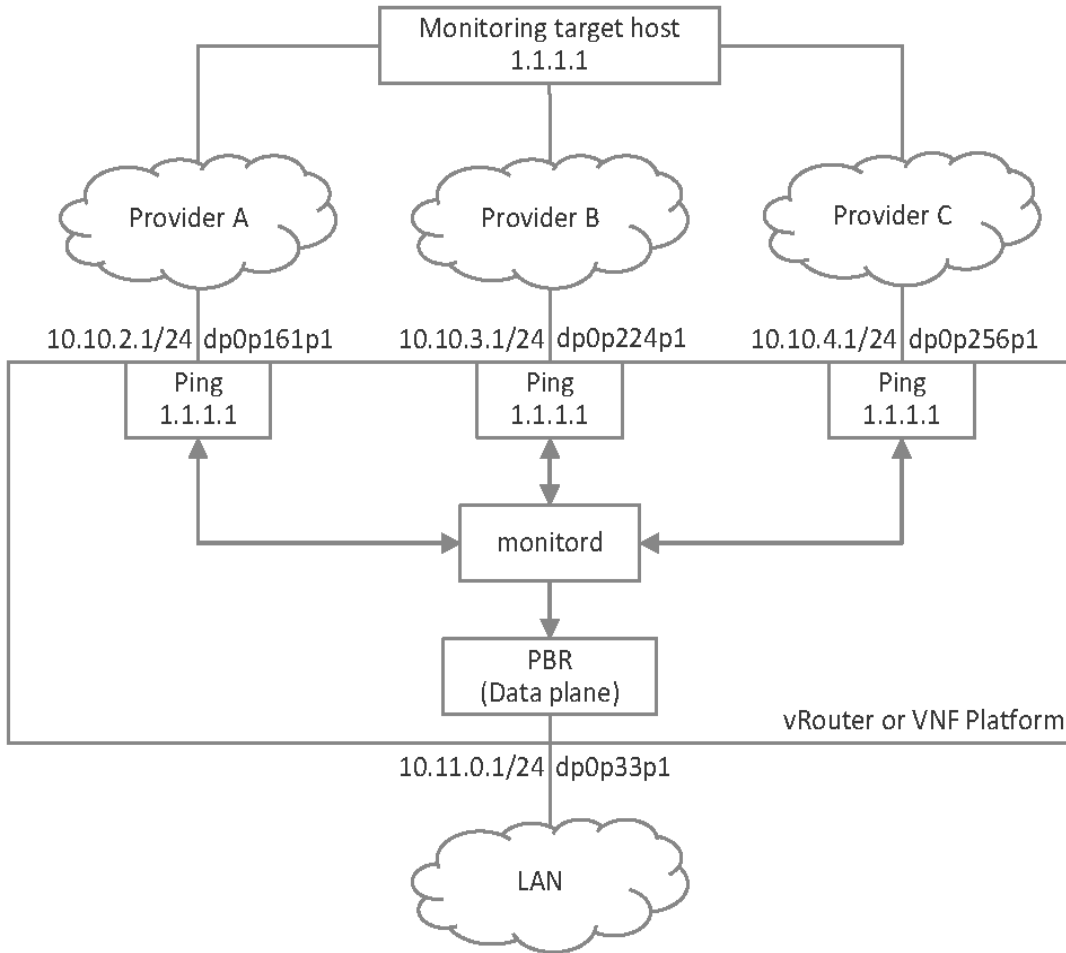 Monitoring target host
1.1.1.1
Provider A
Provider B
Provider C
10.10.2.1/24 dp0p161p1
10.10.3.1/24 dp0p224p1
10.10.4.1/24 dp0p256p1
Ping
1.1.1.1
Ping
1.1.1.1
Ping
1.1.1.1
monitord
PBR
(Data plane)
vRouter or VNF Platform
10.11.0.1/24 dp0p33p1
LAN